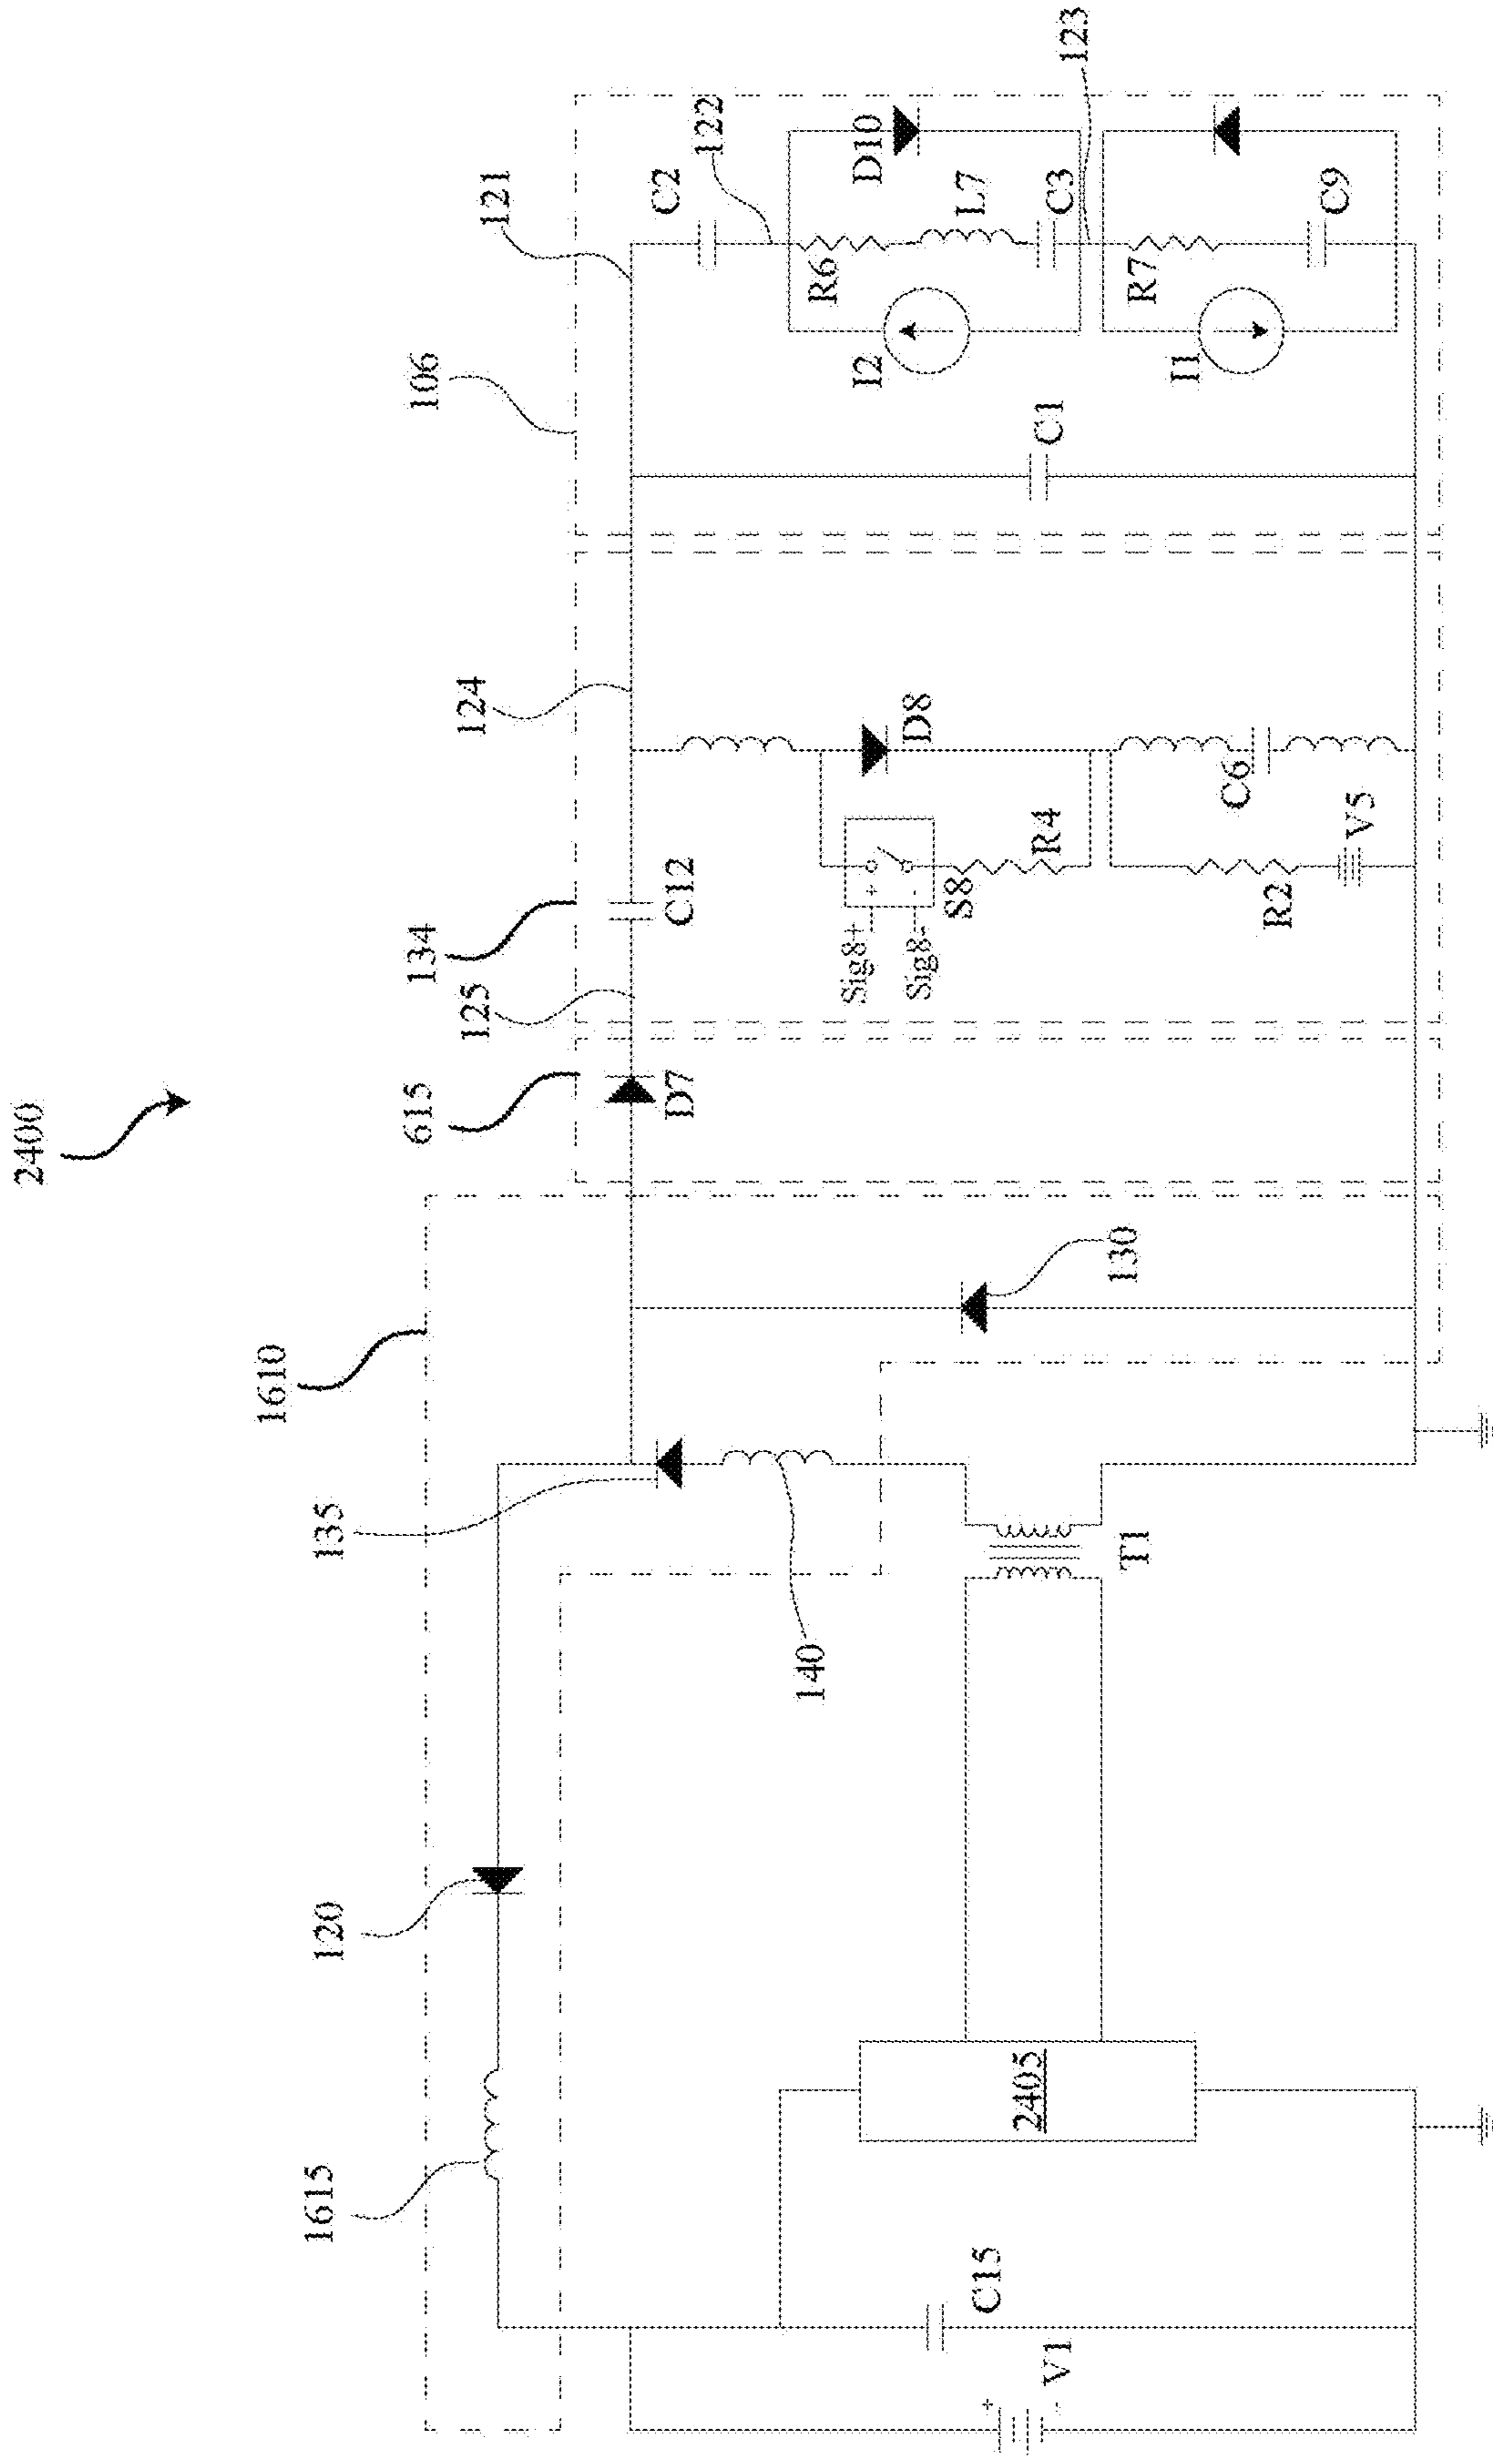 2400
1610
615
134
124
106
121
125
C12
D7
C2
122
D10
R6
L7
C3
123
I2
R7
C9
I1
C1
D8
Sig8+
Sig8-
+
-
S8
R4
C6
V5
R2
130
135
140
T1
120
1615
2405
C15
V1
+
-